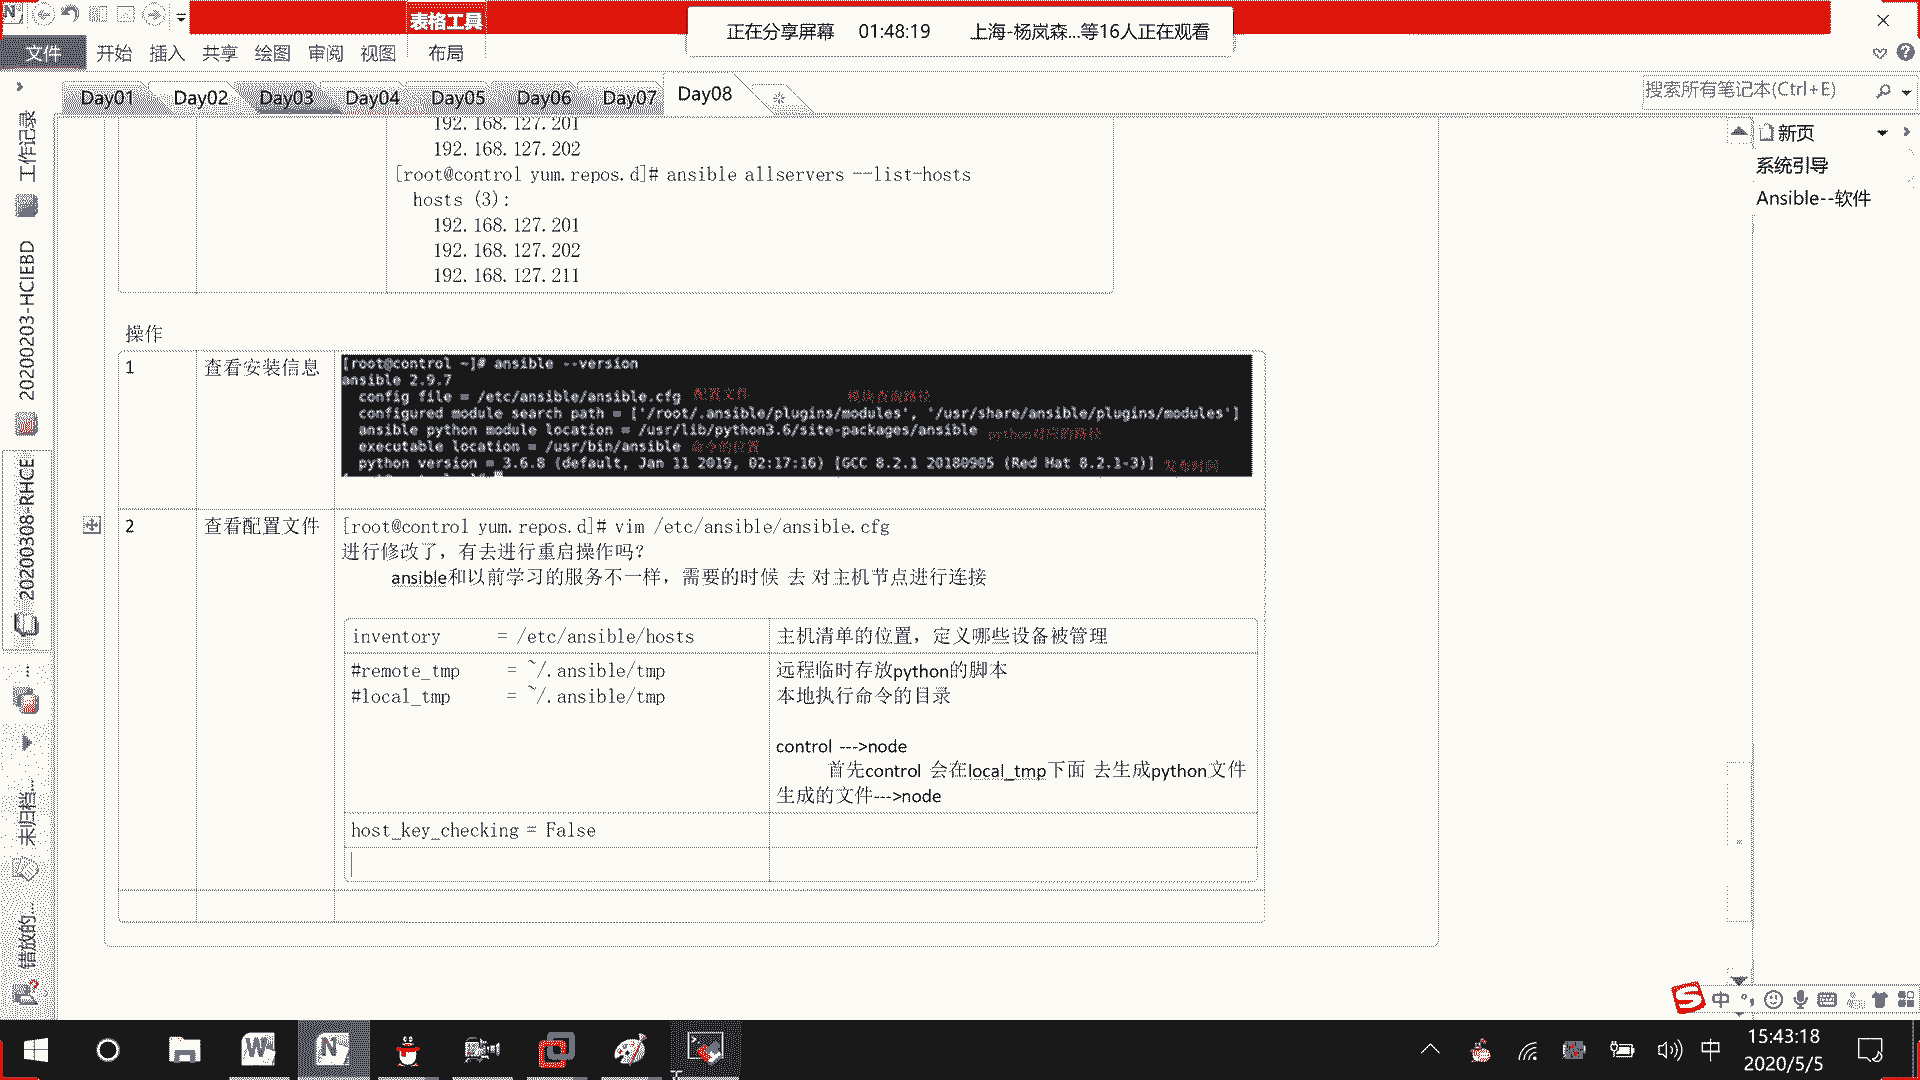 表格工具
正在分享屏幕 01:48:19 上海-杨岚森...等16人正在观看
文件 开始 插入 共享 绘图 审阅 视图 布局
Day01 Day02 Day03 Day04 Day05 Day06 Day07 Day08
搜索所有笔记本(Ctrl+E)
工作记录
20200203-HCIEBD
20200308-RHCE
未归档...
错放的...
新页
系统引导
Ansible--软件
192.168.127.201
192.168.127.202
[root@control yum.repos.d]# ansible allservers --list-hosts
hosts (3):
192.168.127.201
192.168.127.202
192.168.127.211
操作
1 查看安装信息
[root@control ~]# ansible --version
ansible 2.9.7
config file = /etc/ansible/ansible.cfg 配置文件 模块查询路径
configured module search path = ['/root/.ansible/plugins/modules', '/usr/share/ansible/plugins/modules']
ansible python module location = /usr/lib/python3.6/site-packages/ansible python对应的路径
executable location = /usr/bin/ansible 命令的位置
python version = 3.6.8 (default, Jan 11 2019, 02:17:16) [GCC 8.2.1 20180905 (Red Hat 8.2.1-3)] 发布时间
2 查看配置文件 [root@control yum.repos.d]# vim /etc/ansible/ansible.cfg
进行修改了，有去进行重启操作吗？
ansible和以前学习的服务不一样，需要的时候 去 对主机节点进行连接
inventory = /etc/ansible/hosts 主机清单的位置，定义哪些设备被管理
#remote_tmp = ~/.ansible/tmp 远程临时存放python的脚本
#local_tmp = ~/.ansible/tmp 本地执行命令的目录
control --->node
首先control 会在local_tmp下面 去生成python文件
生成的文件--->node
host_key_checking = False
中
中
15:43:18
2020/5/5